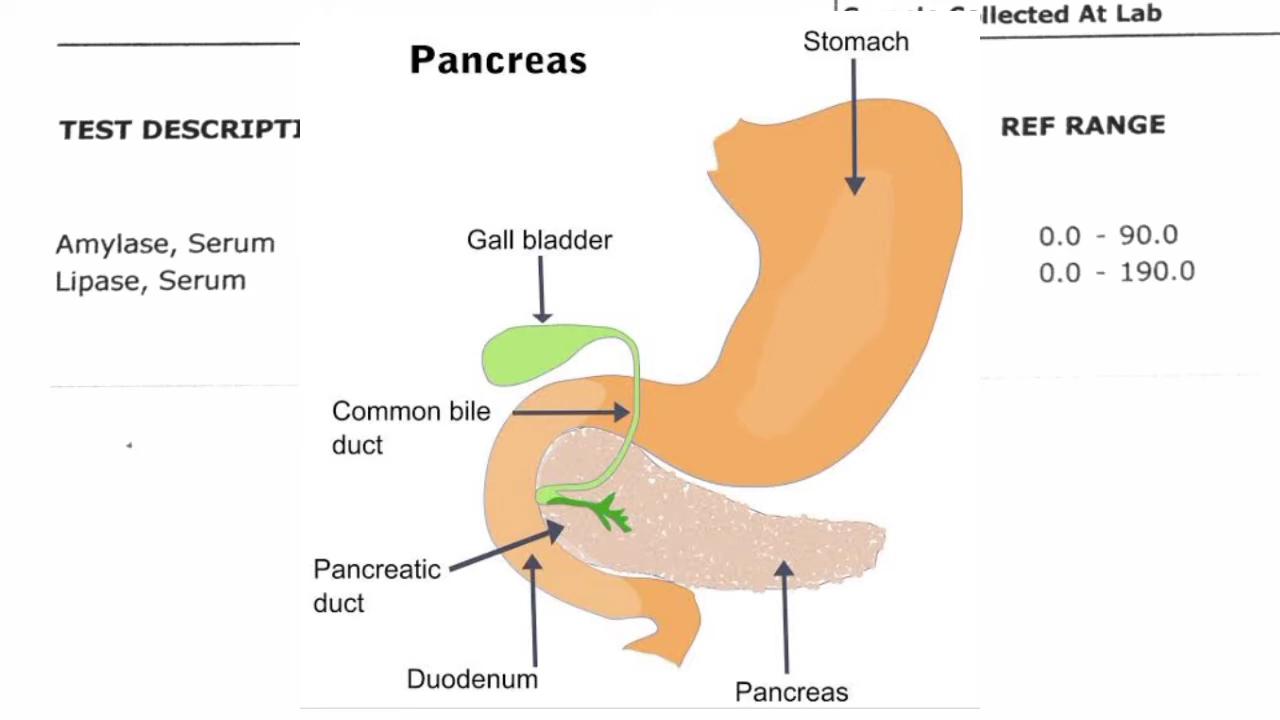 Collected At Lab
Pancreas
Stomach
TEST DESCRIPTI
REF RANGE
Gall bladder
Amylase, Serum
0.0 - 90.0
Lipase, Serum
0.0 - 190.0
Common bile
duct
Pancreatic
duct
Duodenum
Pancreas